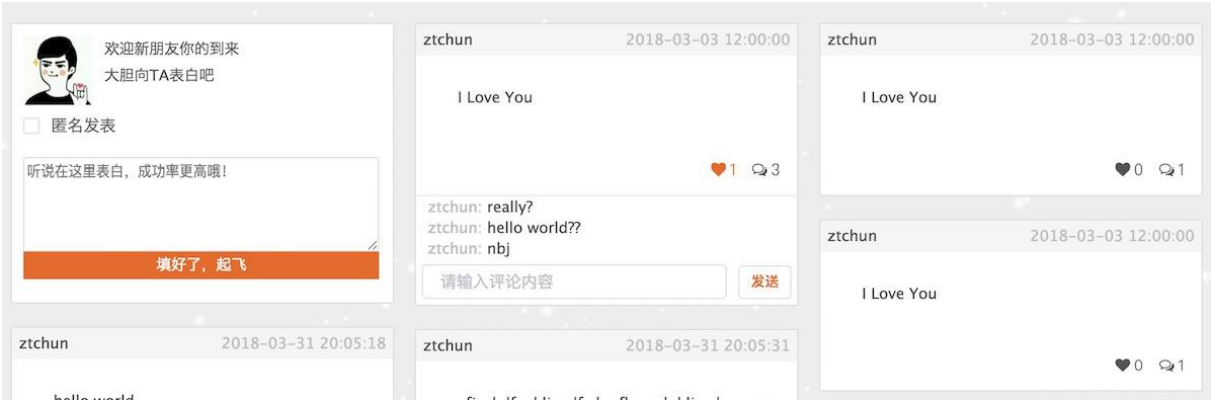 欢迎新朋友你的到来
大胆向TA表白吧
匿名发表
听说在这里表白，成功率更高哦！
填好了，起飞
ztchun 2018-03-31 20:05:18
hello world
ztchun 2018-03-03 12:00:00
I Love You
1 3
ztchun: really?
ztchun: hello world??
ztchun: nbj
请输入评论内容 发送
ztchun 2018-03-31 20:05:31
ztchun 2018-03-03 12:00:00
I Love You
0 1
ztchun 2018-03-03 12:00:00
I Love You
0 1